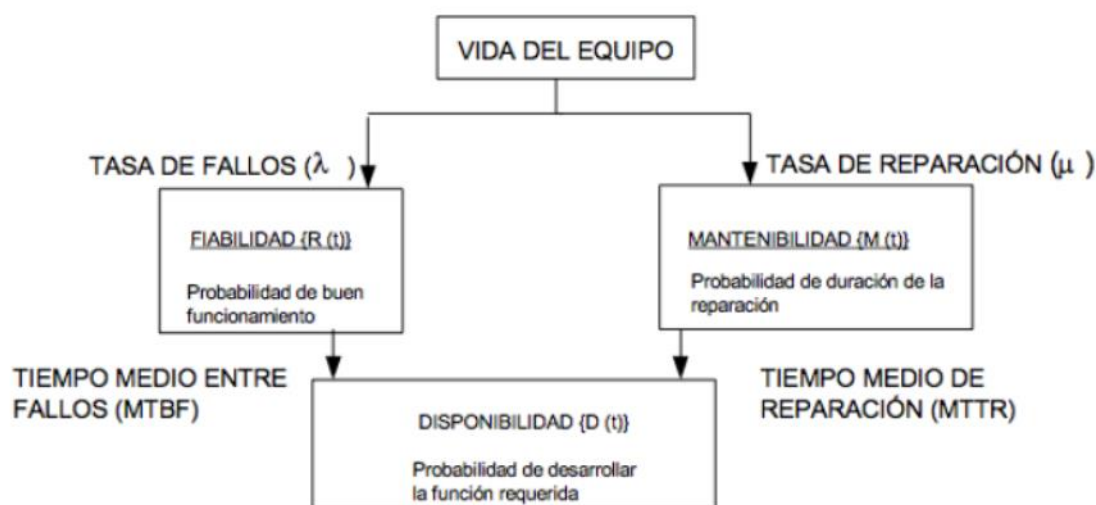 VIDA DEL EQUIPO
TASA DE FALLOS (λ )
TASA DE REPARACIÓN (μ )
FIABILIDAD {R (t)}
Probabilidad de buen
funcionamiento
MANTENIBILIDAD {M (t)}
Probabilidad de duración de la
reparación
TIEMPO MEDIO ENTRE
FALLOS (MTBF)
TIEMPO MEDIO DE
REPARACIÓN (MTTR)
DISPONIBILIDAD {D (t)}
Probabilidad de desarrollar
la función requerida